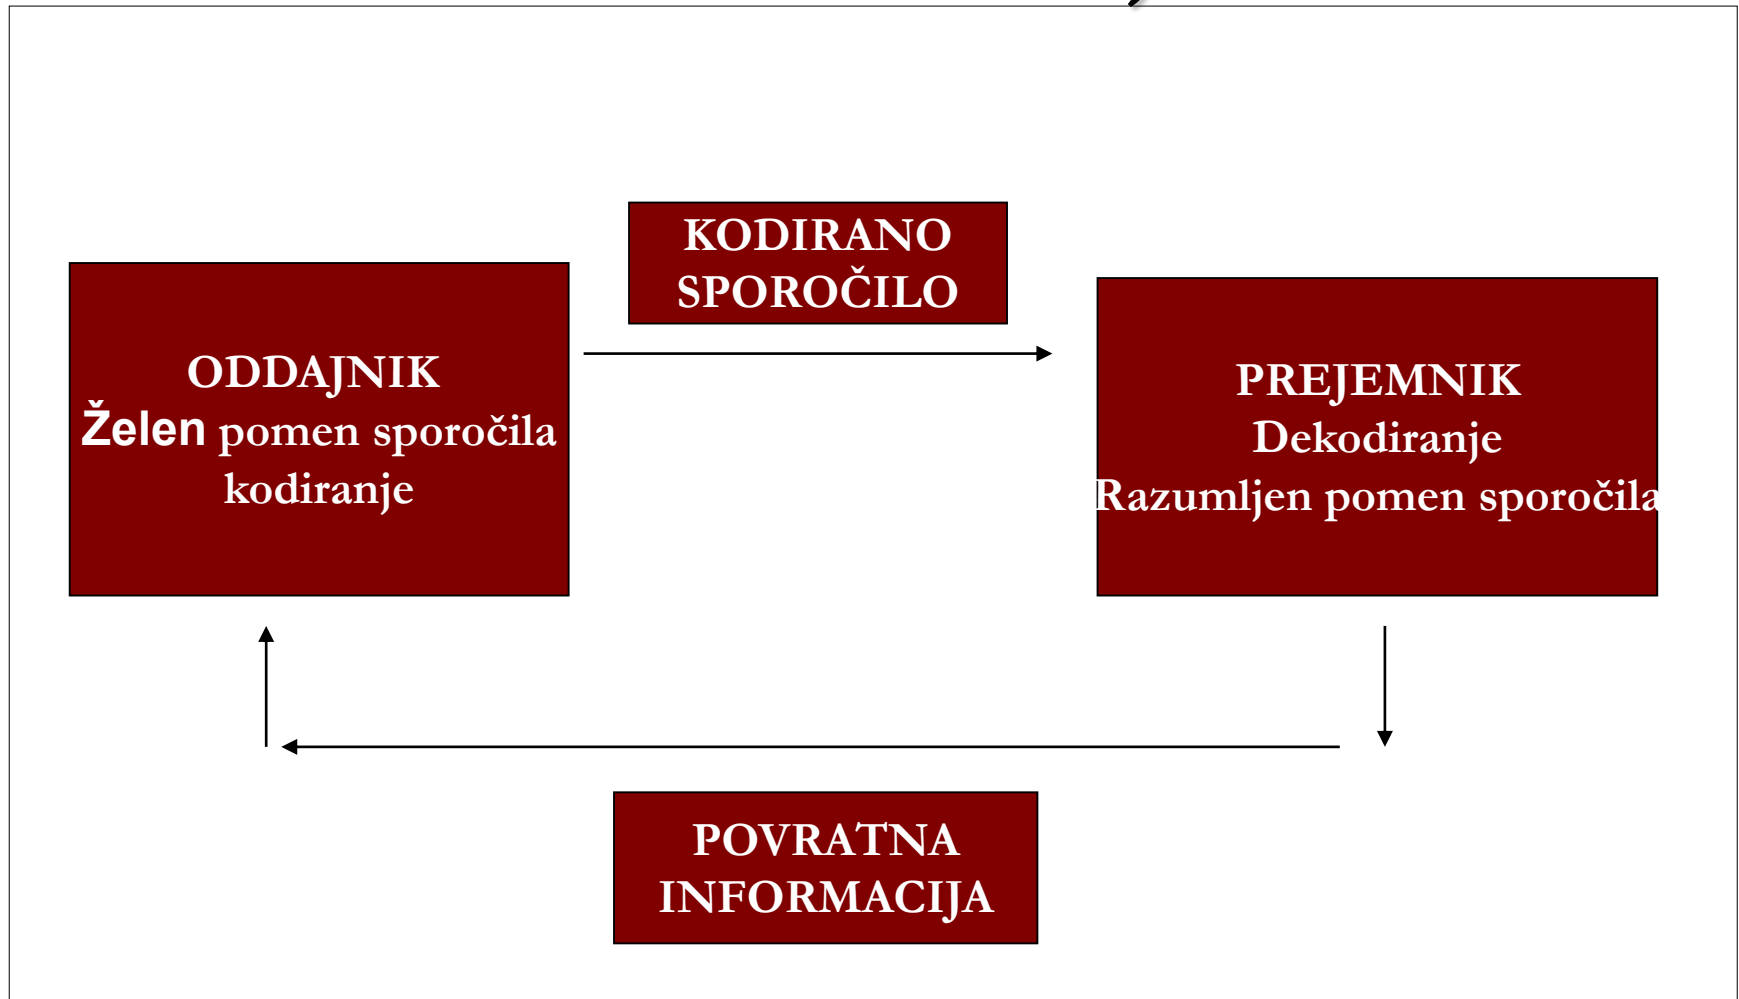 KODIRANO
SPOROČILO
ODDAJNIK
Želen pomen sporočila
kodiranje
PREJEMNIK
Dekodiranje
Razumljen pomen sporočila
POVRATNA
INFORMACIJA